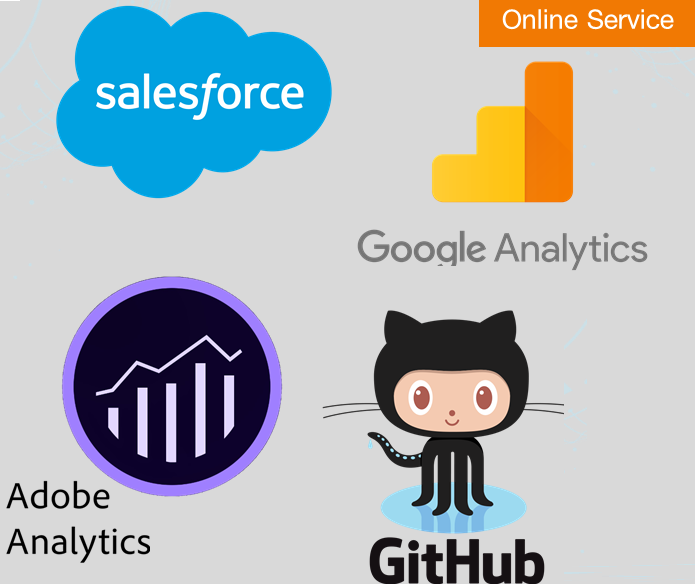 Online Service
salesforce
Google Analytics
Adobe
Analytics
GitHub